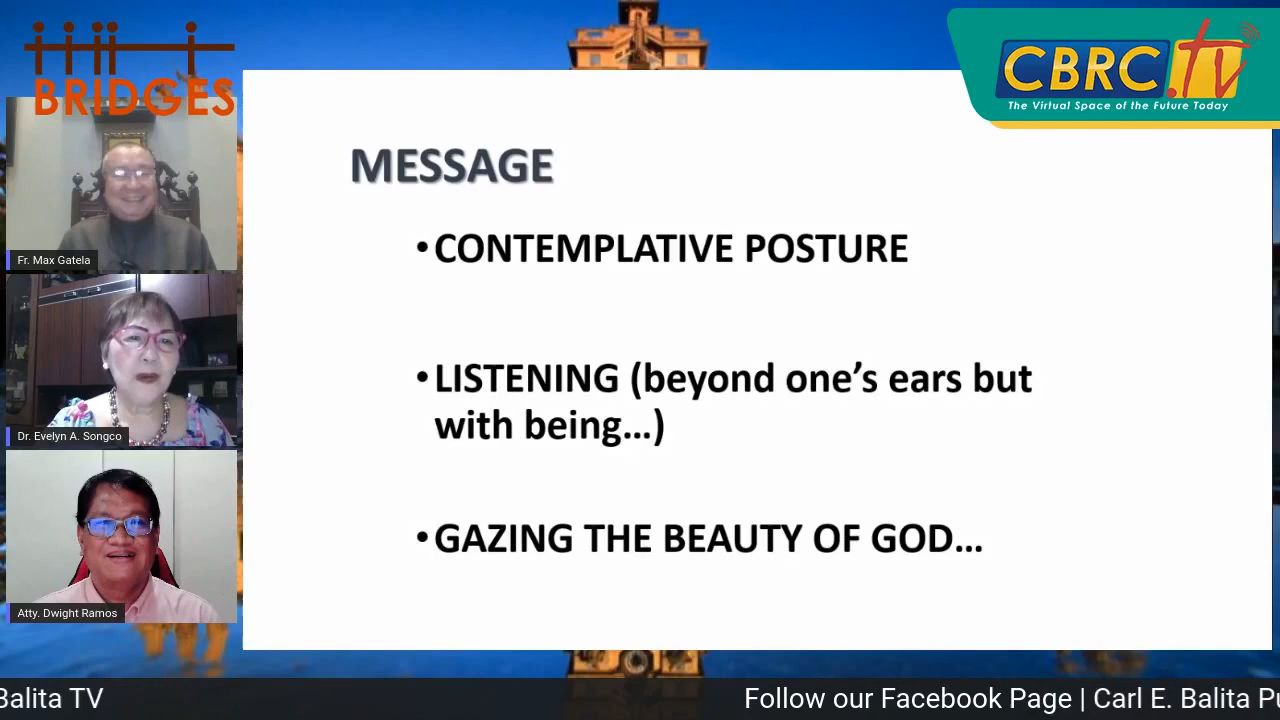 BRIDGES
CBRC.tv
The Virtual Space of the Future Today
Fr. Max Gatela
Dr. Evelyn A. Songco
Atty. Dwight Ramos
MESSAGE
•CONTEMPLATIVE POSTURE
•LISTENING (beyond one's ears but
with being...)
•GAZING THE BEAUTY OF GOD...
Balita TV
Follow our Facebook Page | Carl E. Balita